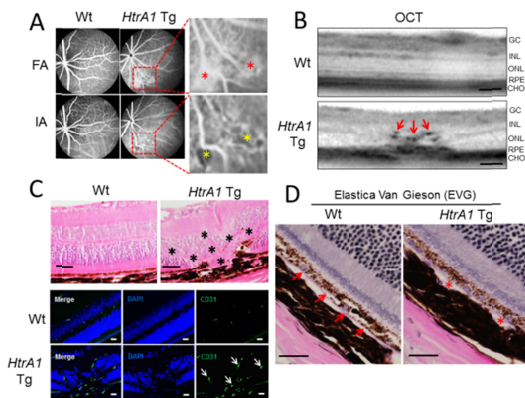 A
Wt
HtrA1 Tg
FA
IA
*
*
*
*
B
OCT
Wt
GC
INL
ONL
RPE
CHO
HtrA1
Tg
GC
INL
ONL
RPE
CHO
C
Wt
HtrA1 Tg
* * * * * * *
Wt
Merge
DAPI
CD31
HtrA1
Tg
Merge
DAPI
CD31
D
Elastica Van Gieson (EVG)
Wt
HtrA1 Tg
*
*